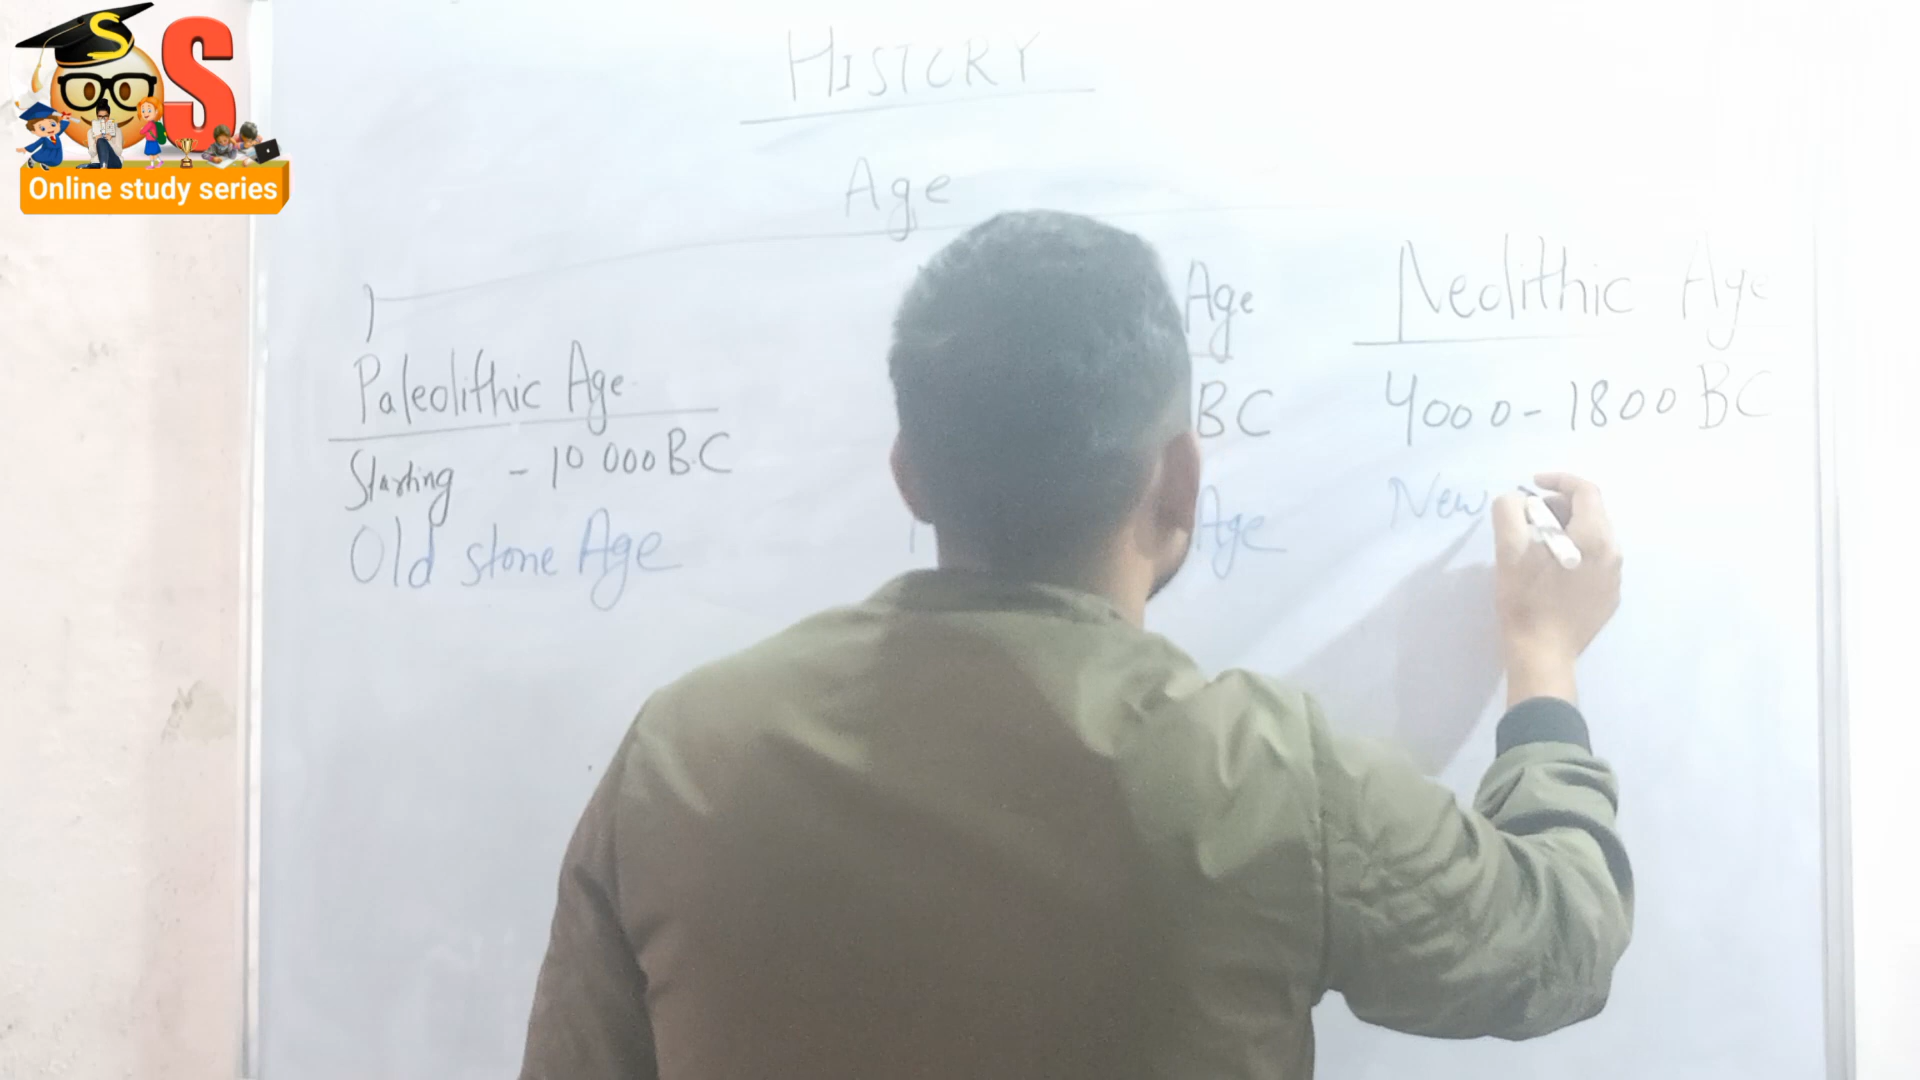 S
S
Online study series
HISTORY
Age
Paleolithic Age
Starting - 10 000 B.C
Old stone Age
Age
BC
Age
Neolithic Age
4000 - 1800 BC
New